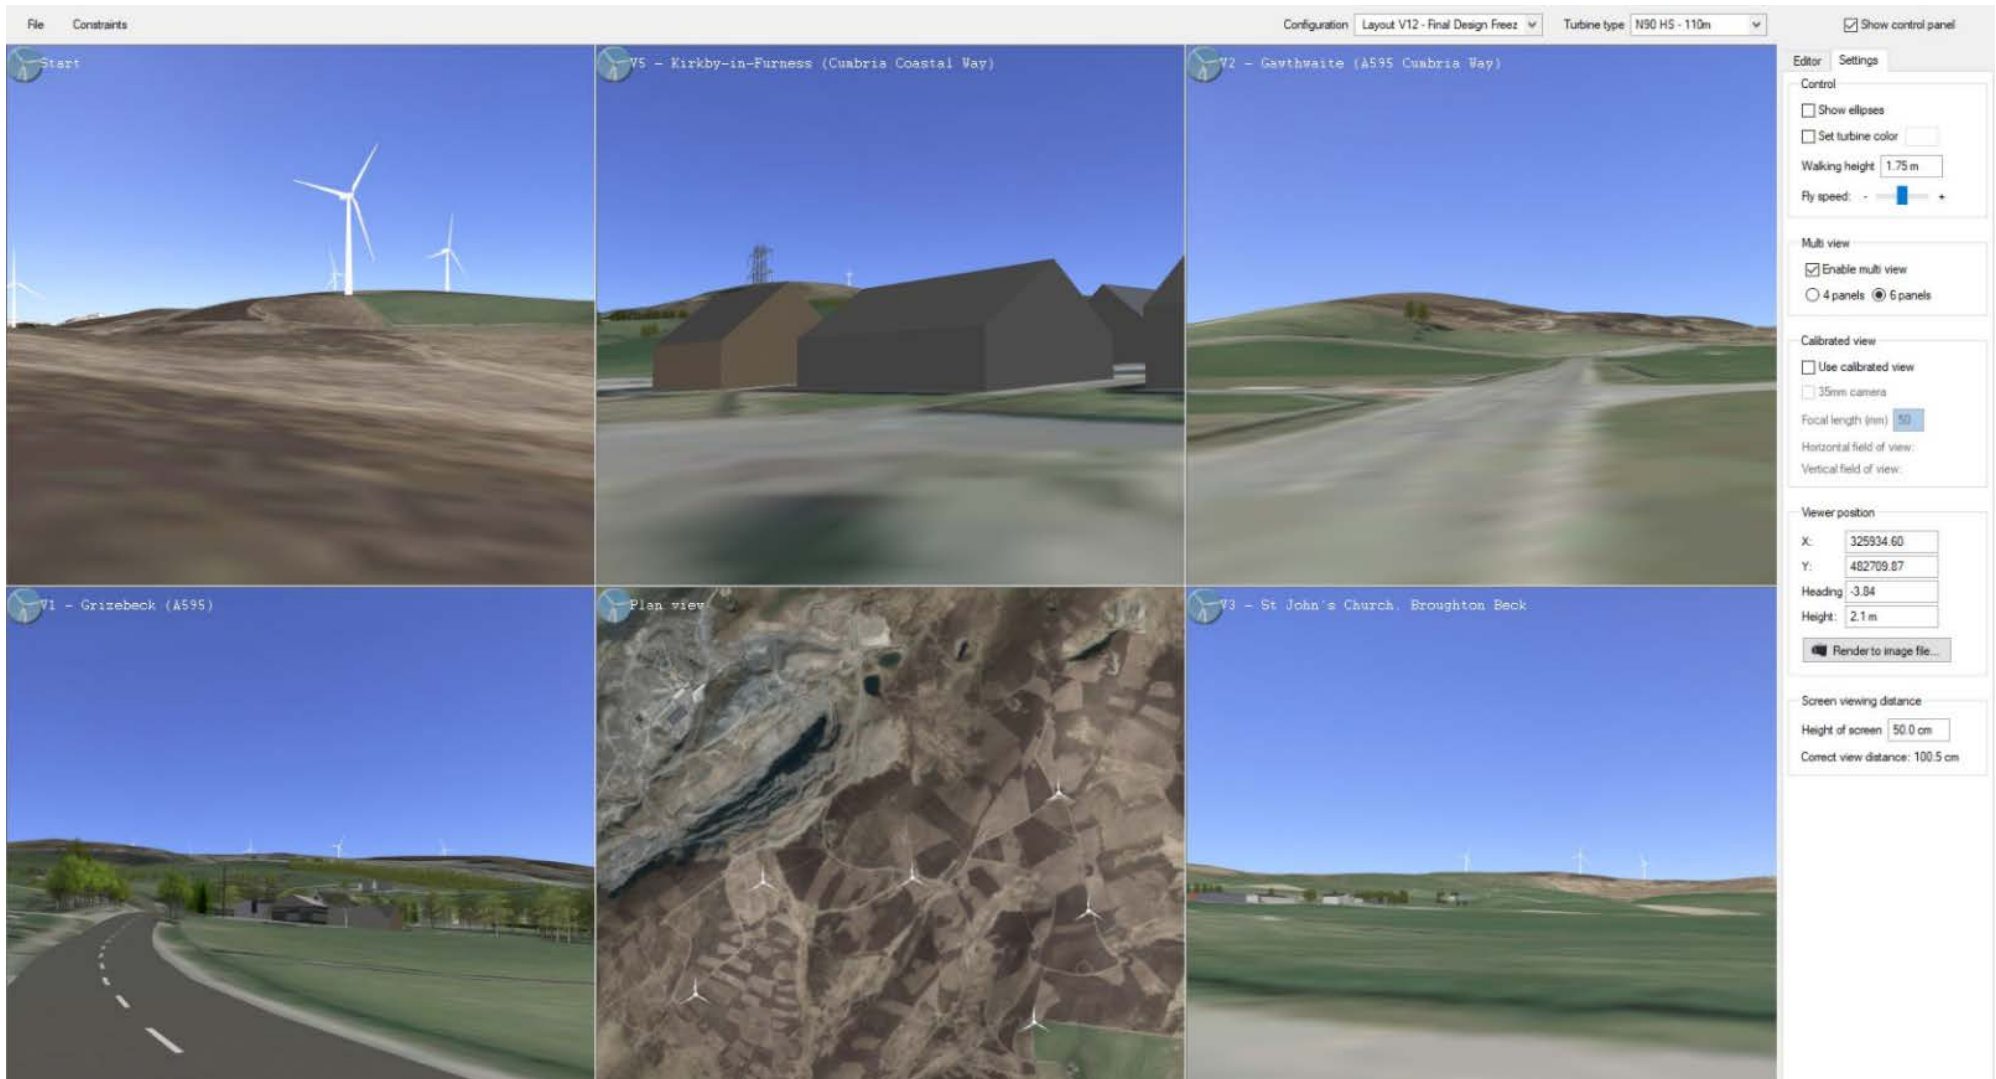 File Constraints Configuration Layout V12 - Final Design Freez Turbine type N90 HS - 110m Show control panel
Start
V5 - Kirkby-in-Furness (Cumbria Coastal Way)
V2 - Gawthwaite (A595 Cumbria Way)
V1 - Grizebeck (A595)
Plan view
V3 - St John's Church. Broughton Beck
Editor Settings
Control
Show ellipses
Set turbine color
Walking height 1.75 m
Fly speed: - +
Multi view
Enable multi view
4 panels 6 panels
Calibrated view
Use calibrated view
35mm camera
Focal length (mm) 50
Horizontal field of view:
Vertical field of view:
Viewer position
X: 325934.60
Y: 482709.87
Heading -3.84
Height: 2.1 m
Render to image file...
Screen viewing distance
Height of screen 50.0 cm
Correct view distance: 100.5 cm